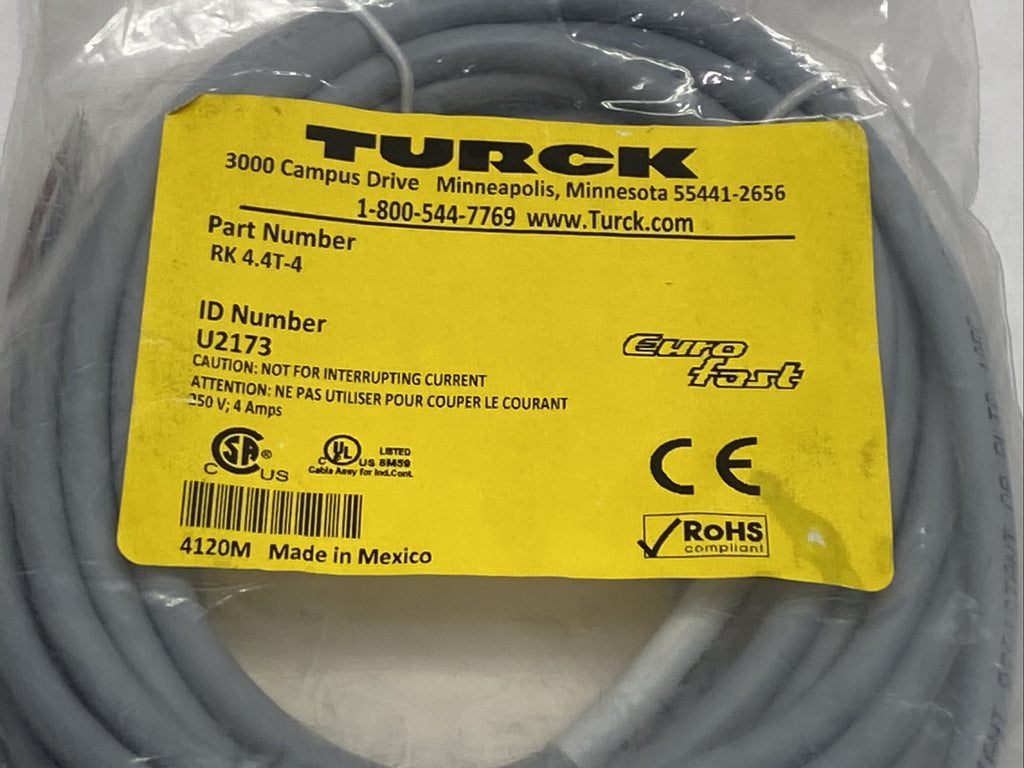 TURCK
3000 Campus Drive Minneapolis, Minnesota 55441-2656
1-800-544-7769 www.Turck.com
Part Number
RK 4.4T-4
ID Number
U2173
CAUTION: NOT FOR INTERRUPTING CURRENT
ATTENTION: NE PAS UTILISER POUR COUPER LE COURANT
250 V; 4 Amps
Euro
fast
C SA ® US
C UL US LISTED 8M59
Cable Assy for Ind.Cont.
CE
RoHS
compliant
4120M Made in Mexico